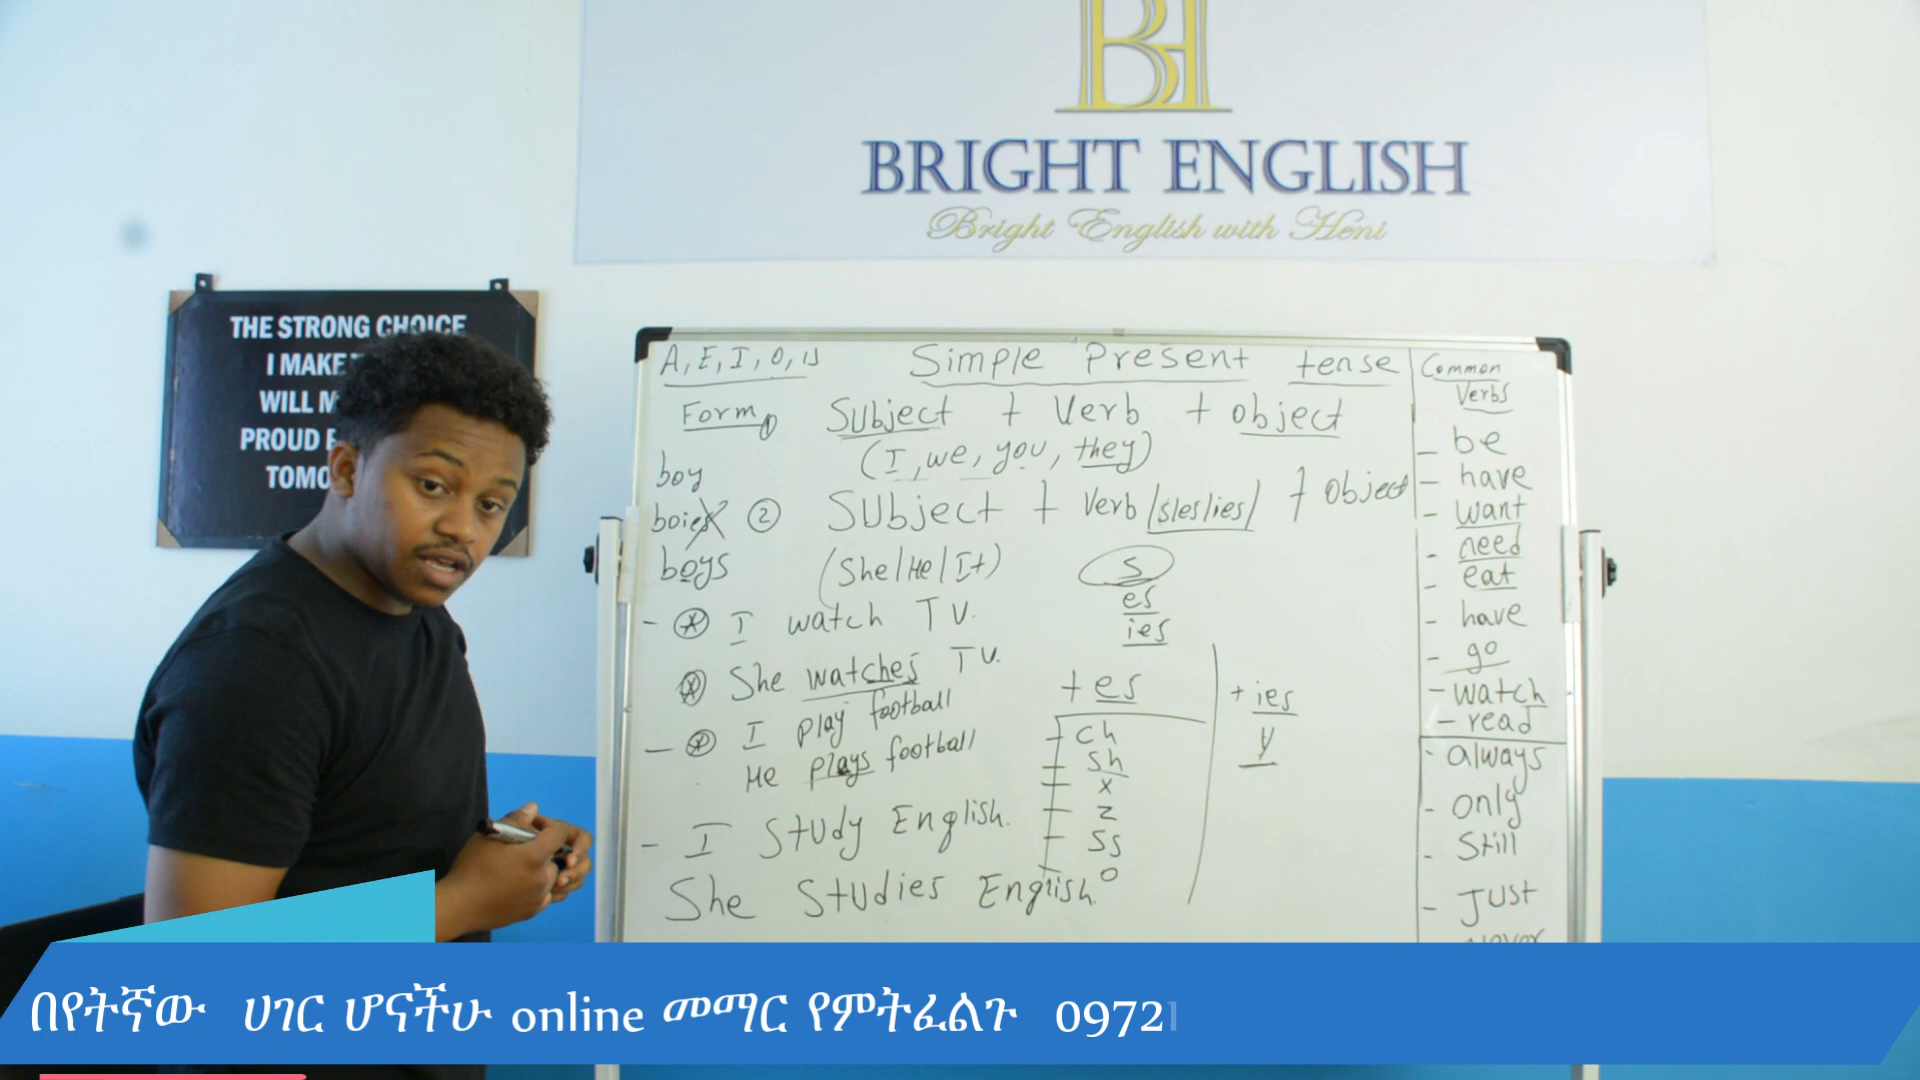 BH
BRIGHT ENGLISH
Bright English with Heni
THE STRONG CHOICE
I MAKE
WILL M
PROUD
TOMO
A, E, I, O, U
Simple Present tense
Form
① Subject + Verb + object
(I, we, you, they)
boy
boies
boys
② Subject + Verb /s/es/ies/ + object
(She/He/It)
s
es
ies
- I watch TV.
She watches TV.
- I play football
He plays football
- I Study English.
She Studies English.
+ es
ch
sh
x
z
ss
o
+ ies
y
Common
Verbs
- be
- have
- want
- need
- eat
- have
- go
- watch
- read
- always
- only
- still
- Just
በየትኛው ሀገር ሆናችሁ online መማር የምትፈልጉ 0972